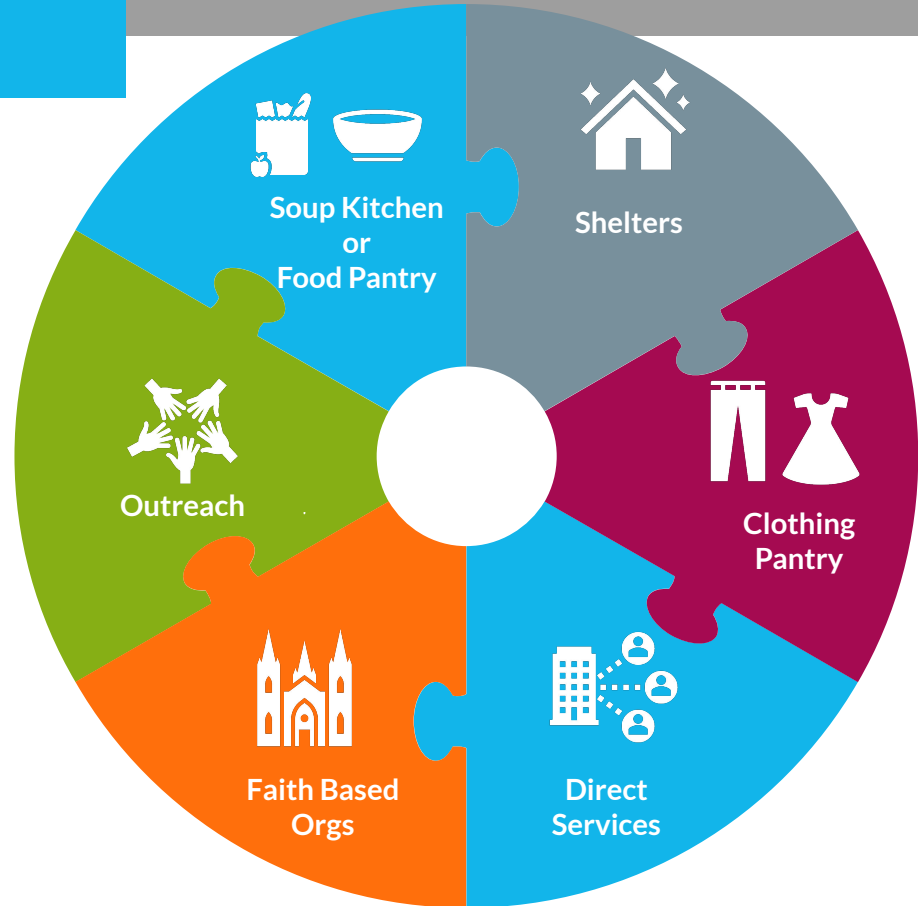 Soup Kitchen
or
Food Pantry
Shelters
Clothing
Pantry
Direct
Services
Faith Based
Orgs
Outreach